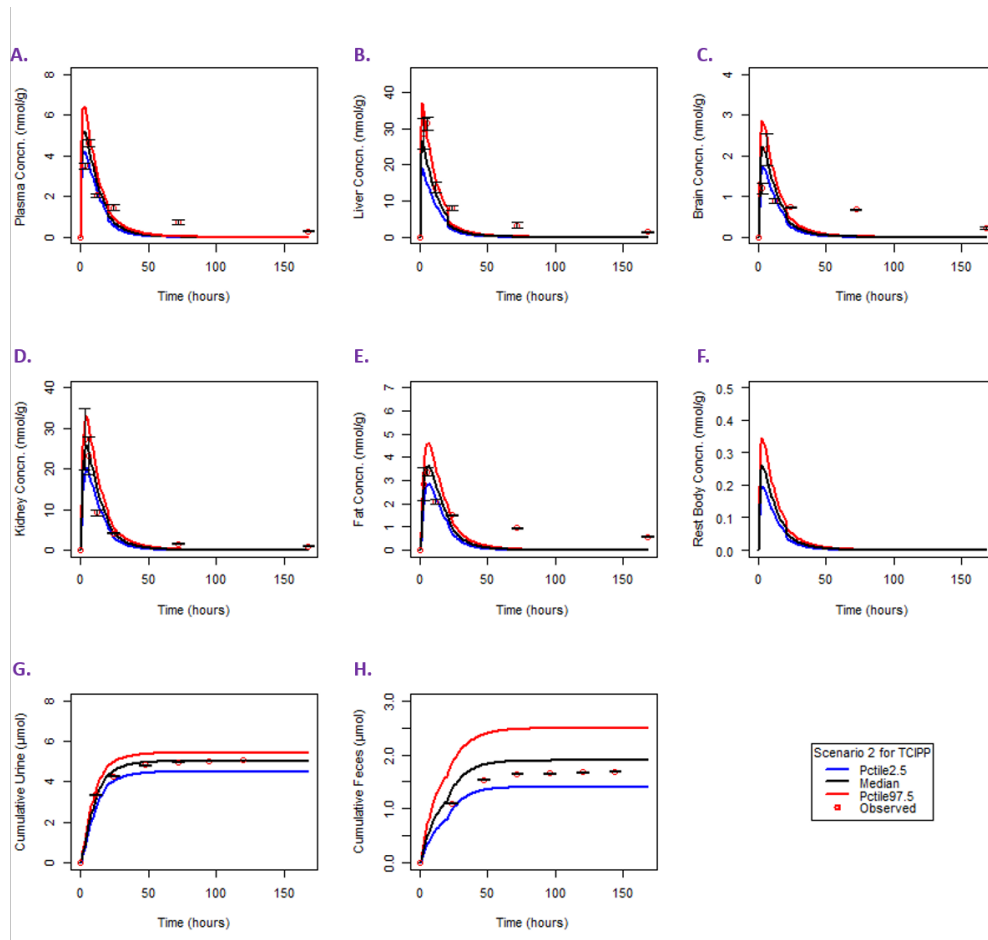 A.
Plasma Concn. (nmol/g)
8
6
4
2
0
0 50 100 150
Time (hours)
B.
Liver Concn. (nmol/g)
40
30
20
10
0
0 50 100 150
Time (hours)
C.
Brain Concn. (nmol/g)
4
3
2
1
0
0 50 100 150
Time (hours)
D.
Kidney Concn. (nmol/g)
40
30
20
10
0
0 50 100 150
Time (hours)
E.
Fat Concn. (nmol/g)
7
6
5
4
3
2
1
0
0 50 100 150
Time (hours)
F.
Rest Body Concn. (nmol/g)
0.5
0.4
0.3
0.2
0.1
0.0
0 50 100 150
Time (hours)
G.
Cumulative Urine (μmol)
8
6
4
2
0
0 50 100 150
Time (hours)
H.
Cumulative Feces (μmol)
3.0
2.0
1.0
0.0
0 50 100 150
Time (hours)
Scenario 2 for TCIPP
Pctile2.5
Median
Pctile97.5
Observed